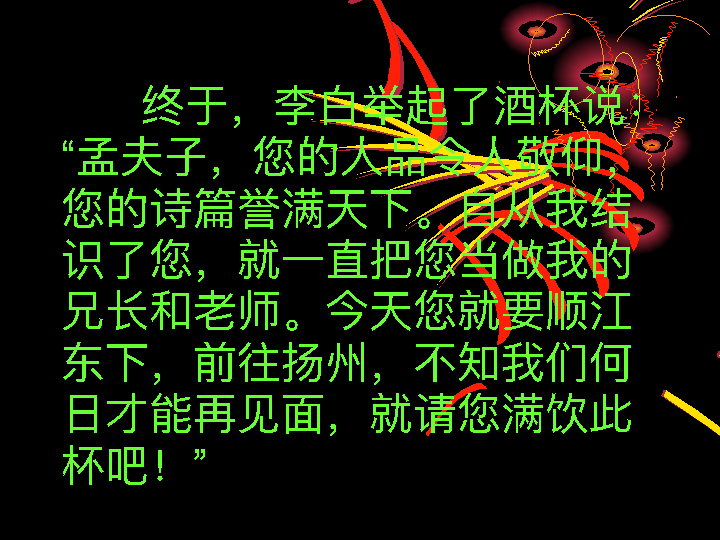 终于，李白举起了酒杯说：
“孟夫子，您的人品令人敬仰，
您的诗篇誉满天下。自从我结
识了您，就一直把您当做我的
兄长和老师。今天您就要顺江
东下，前往扬州，不知我们何
日才能再见面，就请您满饮此
杯吧！”